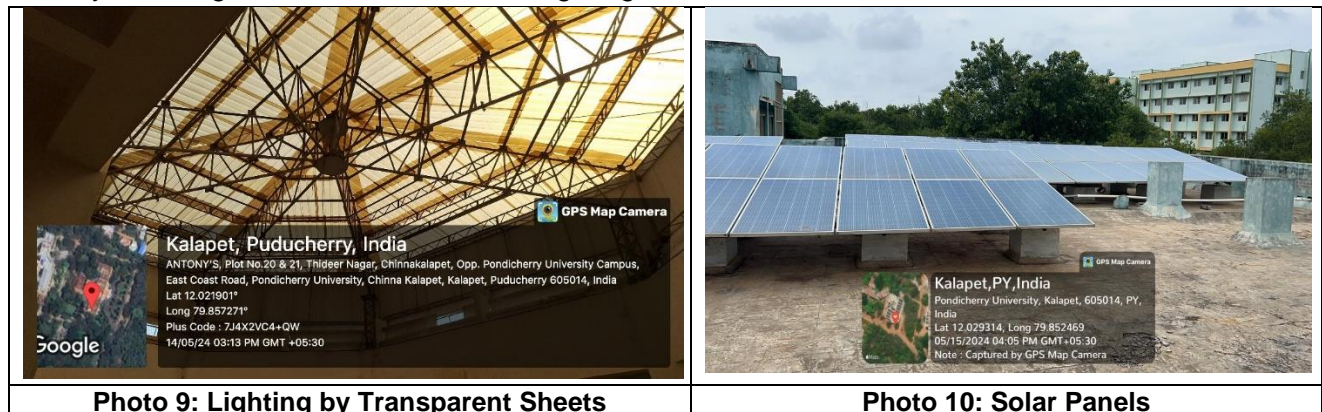 GPS Map Camera
Kalapet, Puducherry, India
ANTONY'S, Plot No.20 & 21, Thideer Nagar, Chinnakalapet, Opp. Pondicherry University Campus,
East Coast Road, Pondicherry University, Chinna Kalapet, Kalapet, Puducherry 605014, India
Lat 12.021901°
Long 79.857271°
Plus Code : 7J4X2VC4+QW
14/05/24 03:13 PM GMT +05:30
Google
GPS Map Camera
Kalapet,PY,India
Pondicherry University, Kalapet, 605014, PY,
India
Lat 12.029314, Long 79.852469
05/15/2024 04:05 PM GMT+05:30
Note : Captured by GPS Map Camera
Photo 9: Lighting by Transparent Sheets
Photo 10: Solar Panels